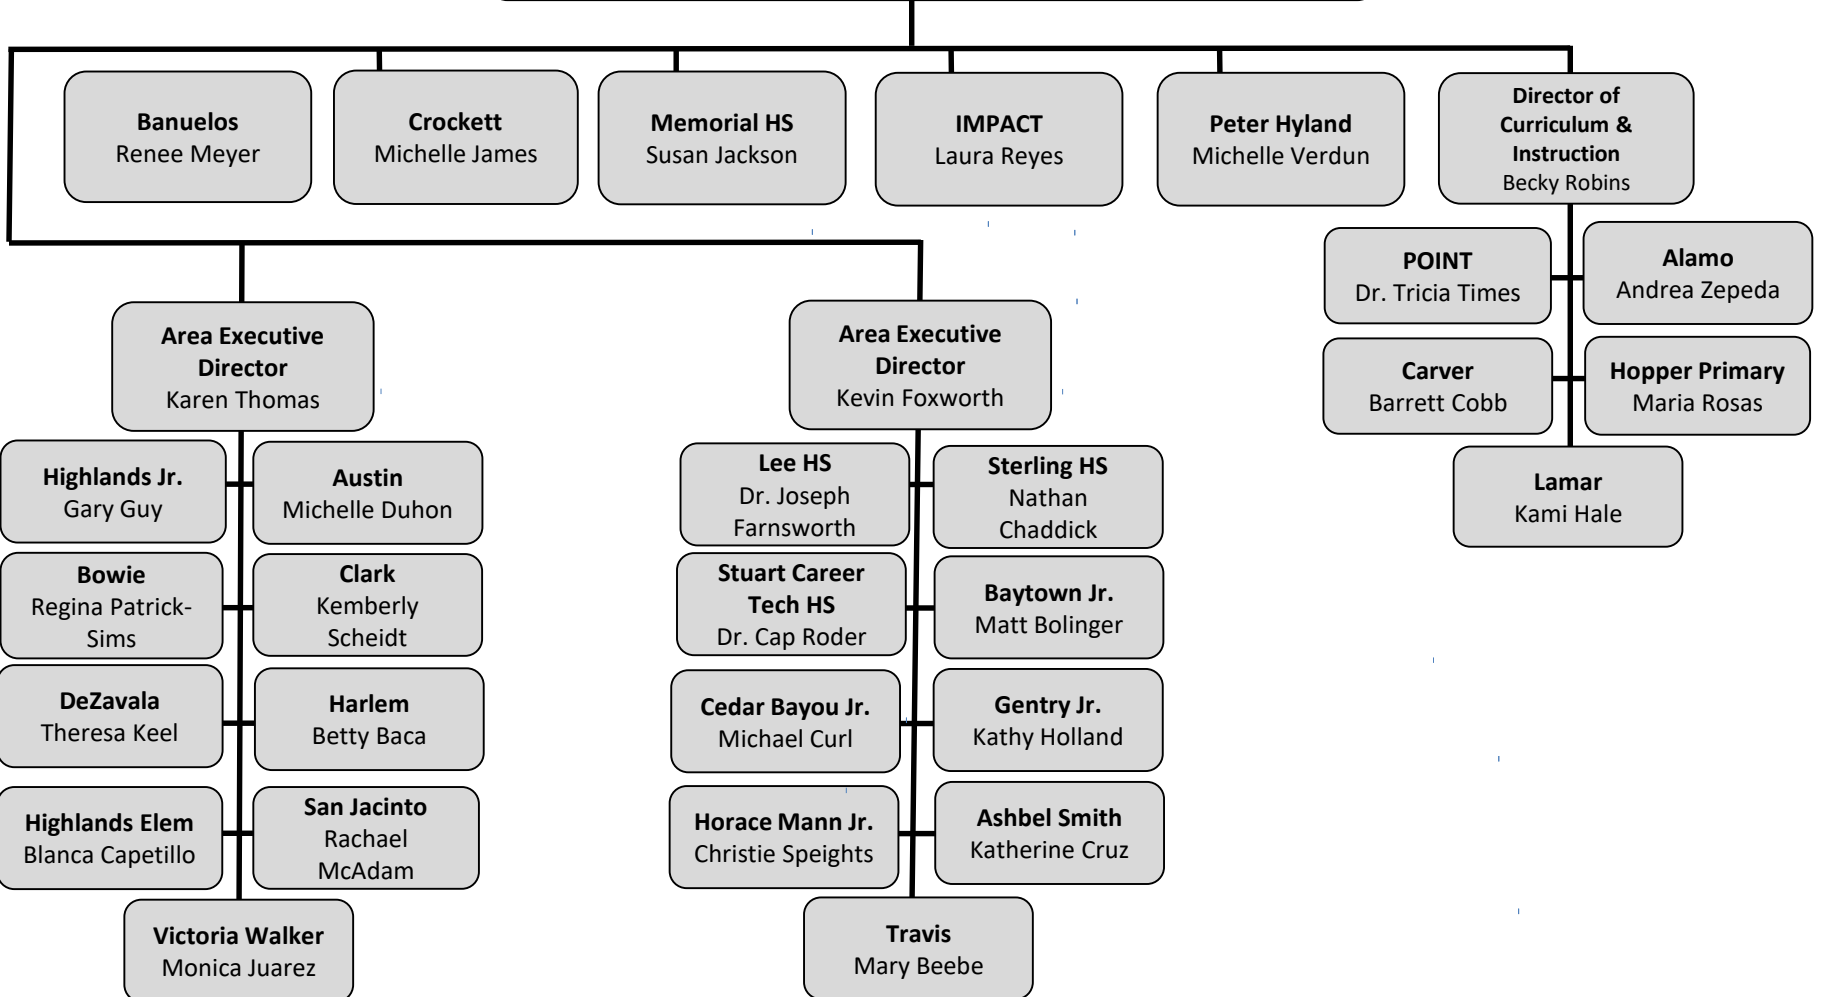 Banuelos
Renee Meyer
Crockett
Michelle James
Memorial HS
Susan Jackson
IMPACT
Laura Reyes
Peter Hyland
Michelle Verdun
Director of
Curriculum &
Instruction
Becky Robins
POINT
Dr. Tricia Times
Alamo
Andrea Zepeda
Carver
Barrett Cobb
Hopper Primary
Maria Rosas
Lamar
Kami Hale
Area Executive
Director
Karen Thomas
Highlands Jr.
Gary Guy
Austin
Michelle Duhon
Bowie
Regina Patrick-
Sims
Clark
Kemberly
Scheidt
DeZavala
Theresa Keel
Harlem
Betty Baca
Highlands Elem
Blanca Capetillo
San Jacinto
Rachael
McAdam
Victoria Walker
Monica Juarez
Area Executive
Director
Kevin Foxworth
Lee HS
Dr. Joseph
Farnsworth
Sterling HS
Nathan
Chaddick
Stuart Career
Tech HS
Dr. Cap Roder
Baytown Jr.
Matt Bolinger
Cedar Bayou Jr.
Michael Curl
Gentry Jr.
Kathy Holland
Horace Mann Jr.
Christie Speights
Ashbel Smith
Katherine Cruz
Travis
Mary Beebe